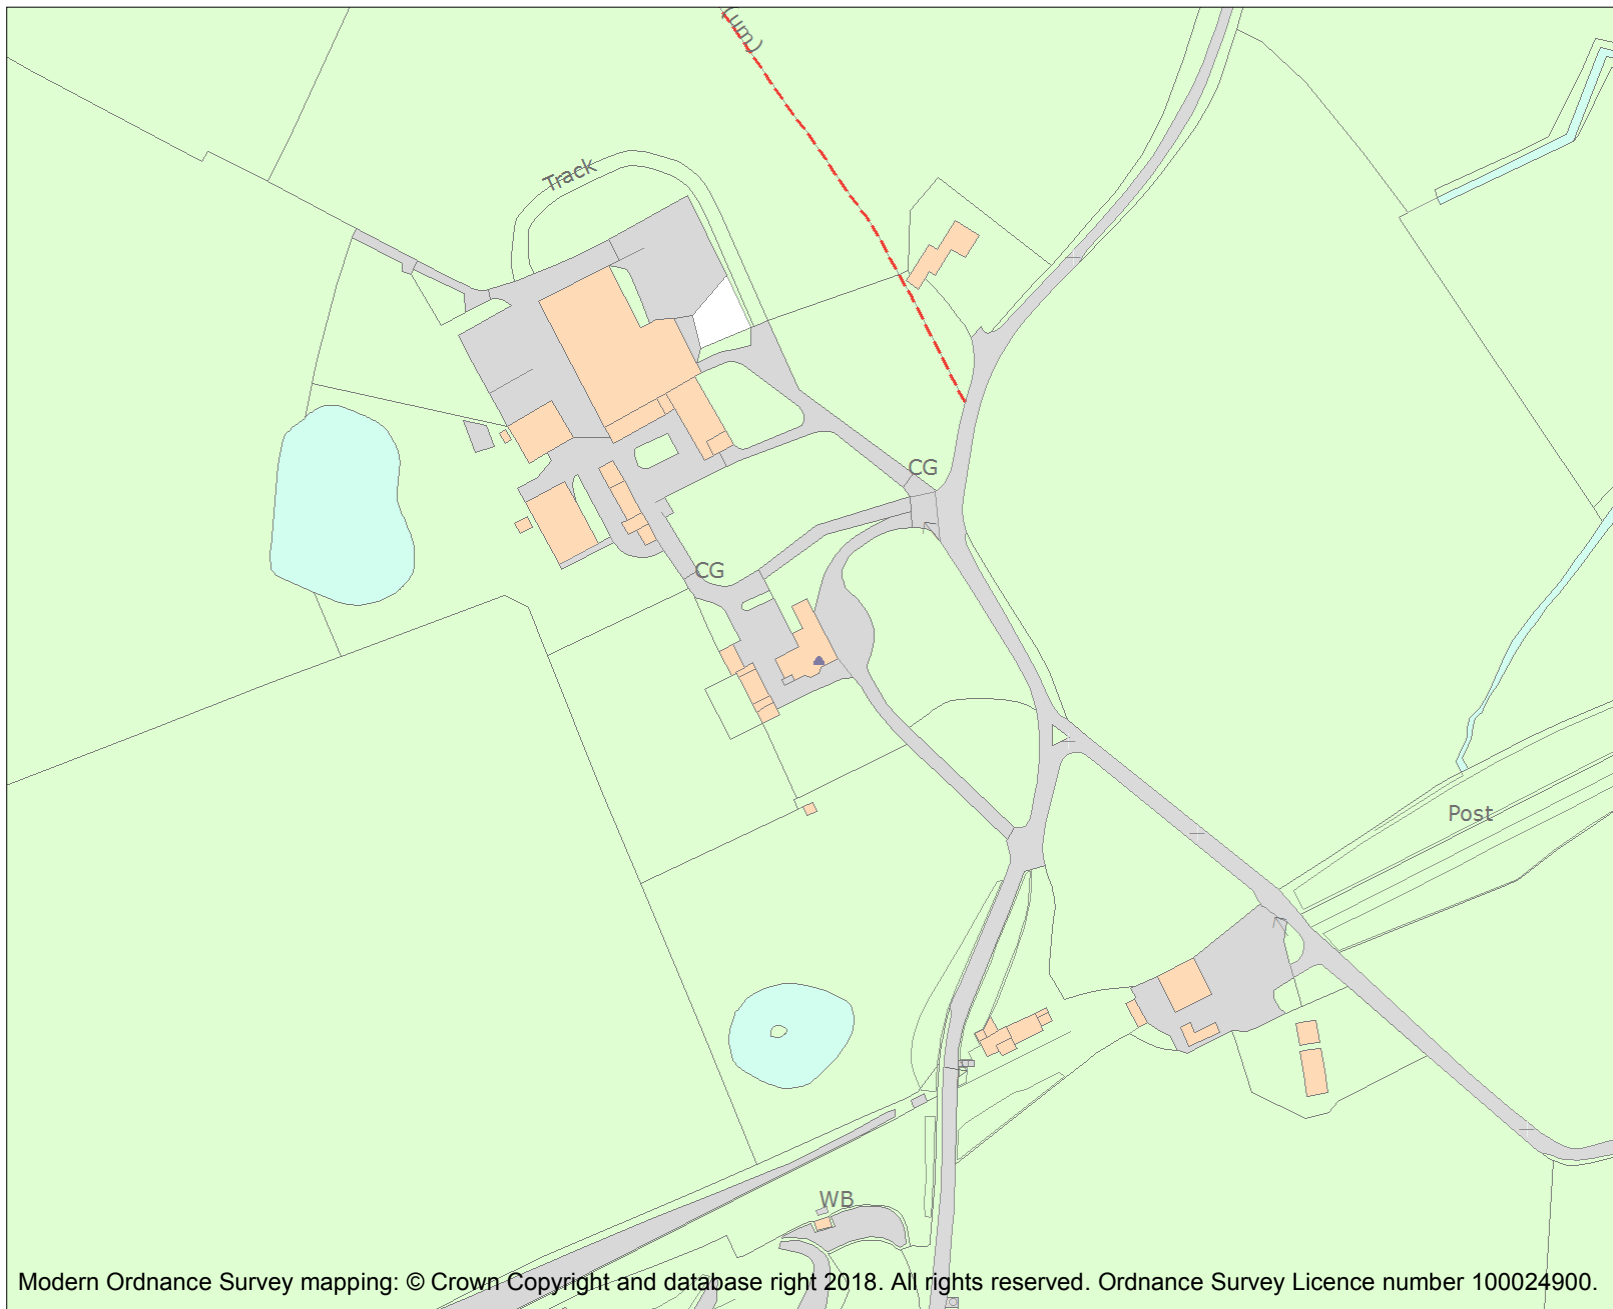 (um)
Track
CG
CG
Post
WB
Modern Ordnance Survey mapping: © Crown Copyright and database right 2018. All rights reserved. Ordnance Survey Licence number 100024900.